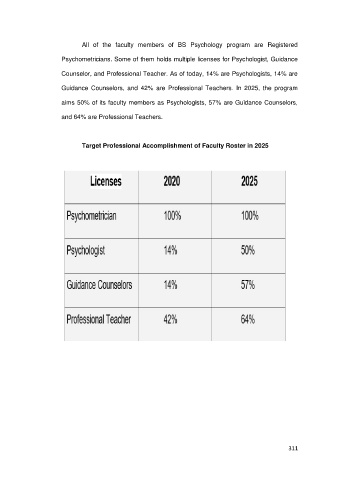 All of the faculty members of BS Psychology program are Registered
Psychometricians. Some of them holds multiple licenses for Psychologist, Guidance
Counselor, and Professional Teacher. As of today, 14% are Psychologists, 14% are
Guidance Counselors, and 42% are Professional Teachers. In 2025, the program
aims 50% of its faculty members as Psychologists, 57% are Guidance Counselors,
and 64% are Professional Teachers.
Target Professional Accomplishment of Faculty Roster in 2025
Licenses 2020 2025
Psychometrician 100% 100%
Psychologist 14% 50%
Guidance Counselors 14% 57%
Professional Teacher 42% 64%
311